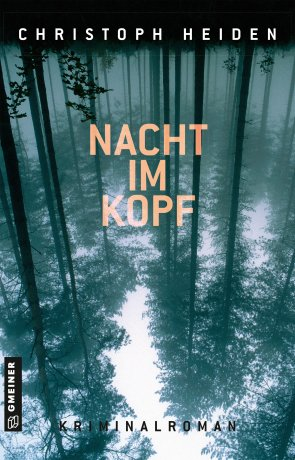 CHRISTOPH HEIDEN
NACHT
IM
KOPF
GMEINER
KRIMINALROMAN